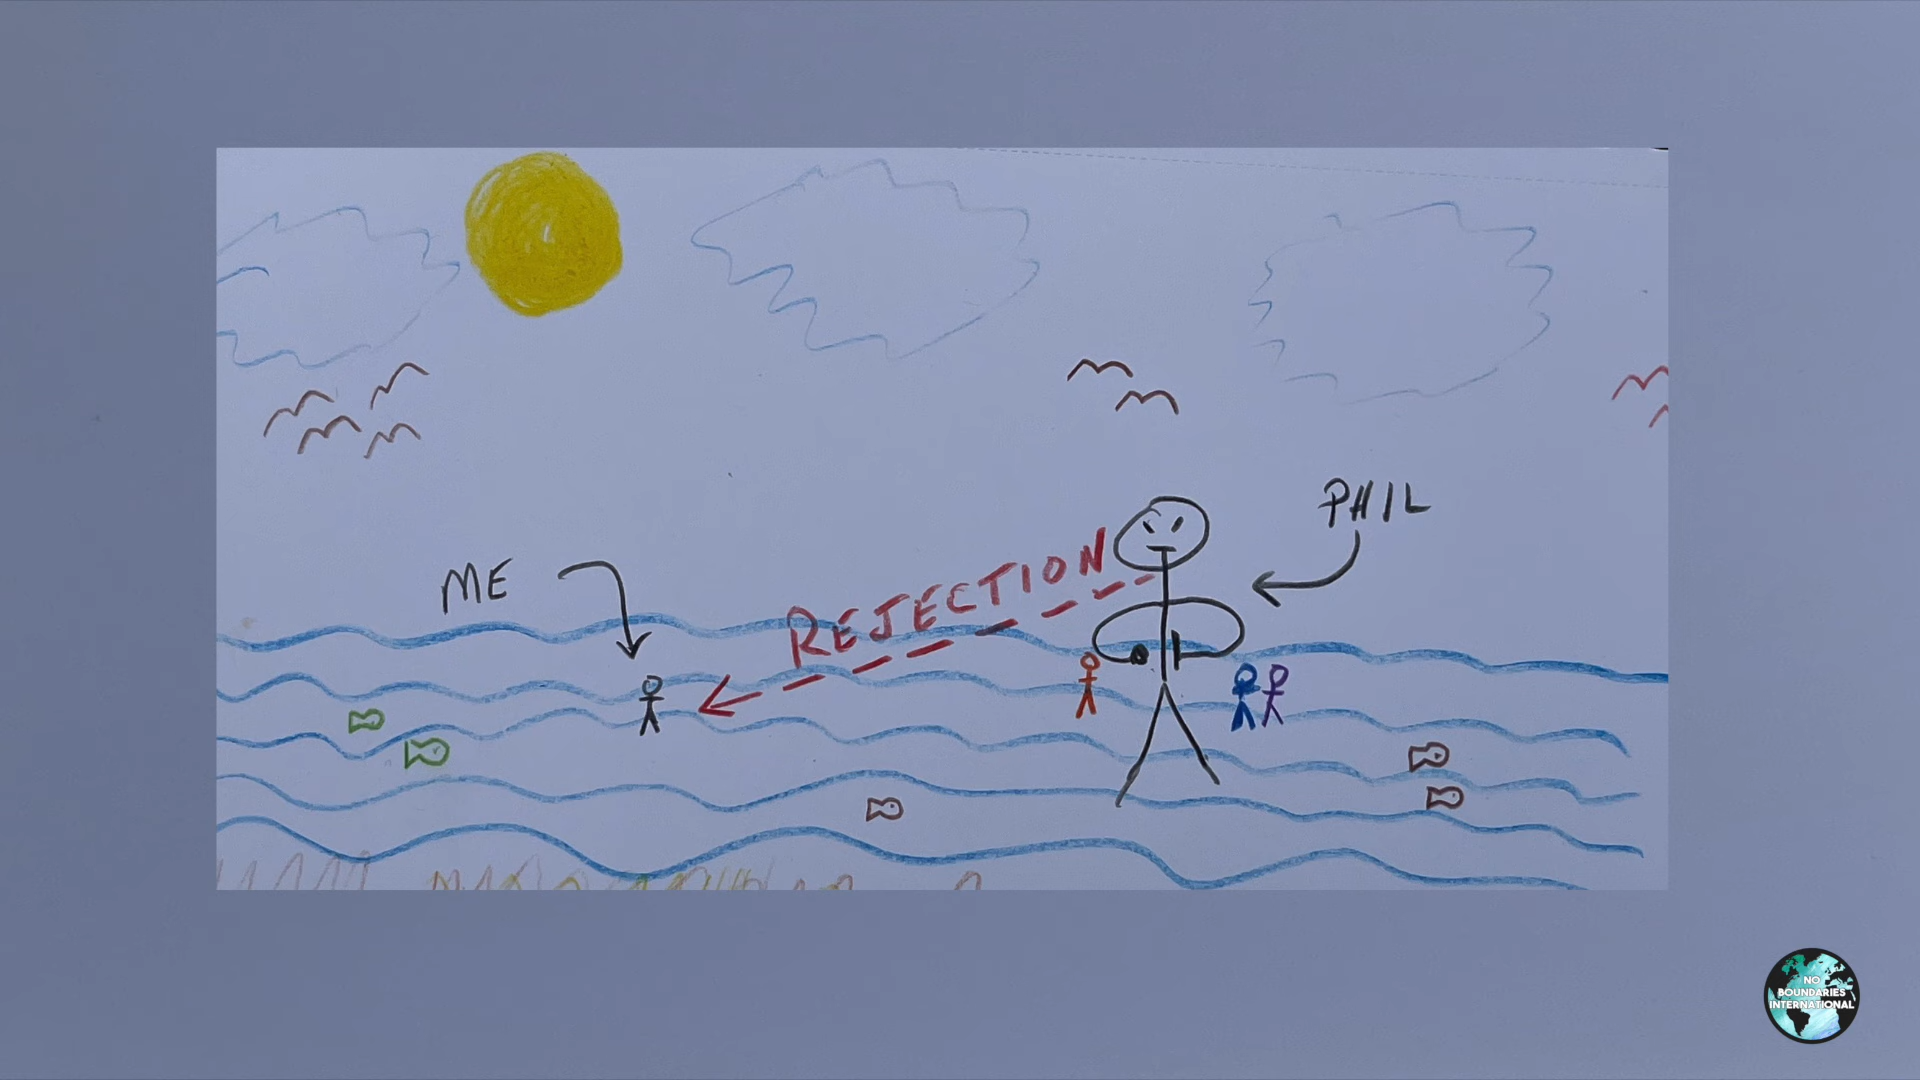 PHIL
ME
REJECTION
NO
BOUNDARIES
INTERNATIONAL